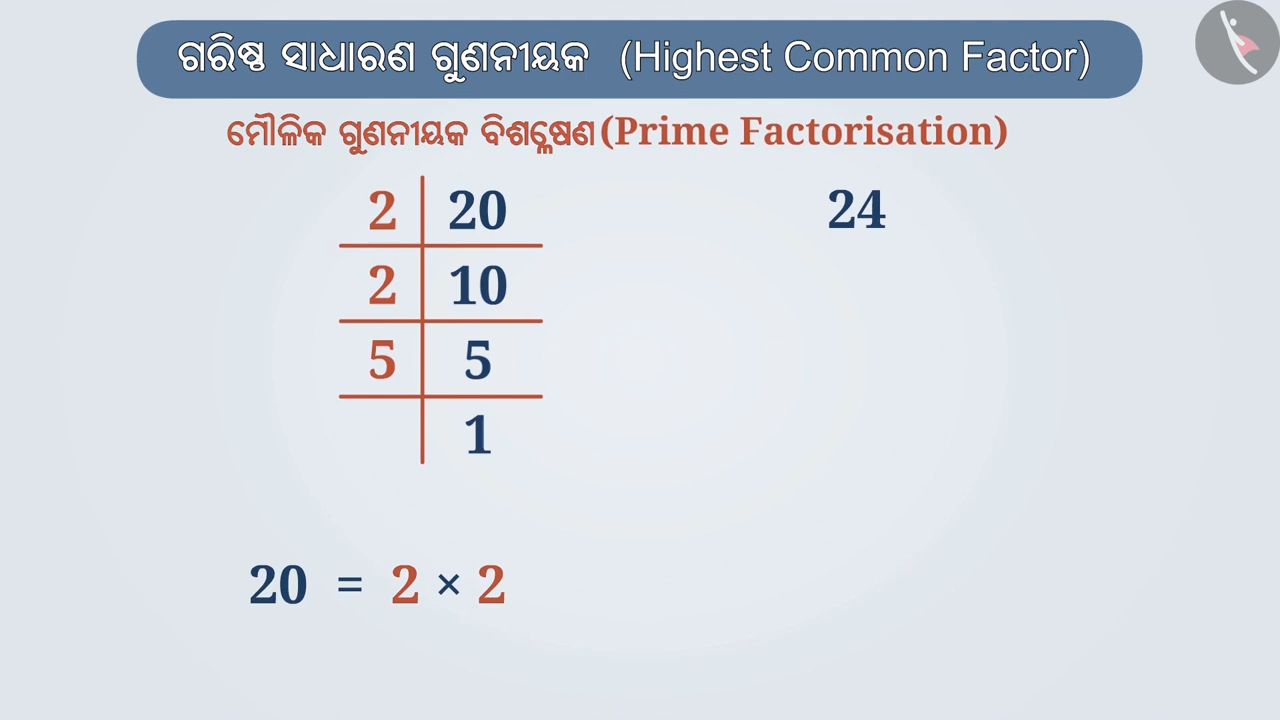 ଗରିଷ୍ଠ ସାଧାରଣ ଗୁଣନୀୟକ (Highest Common Factor)
ମୌଳିକ ଗୁଣନୀୟକ ବିଶ୍ଳେଷଣ(Prime Factorisation)
2 20 24
2 10
5 5
1
20 = 2 × 2